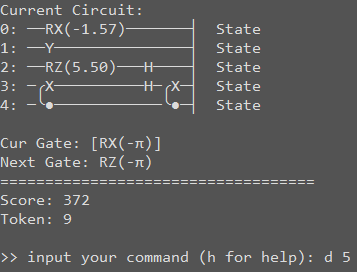 Current Circuit:
0: ──RX(-1.57)───────┤  State
1: ──Y───────────────┤  State
2: ──RZ(5.50)───H────┤  State
3: ─╭X──────────H─╭X─┤  State
4: ─╰●────────────╰●─┤  State
Cur Gate: [RX(-π)]
Next Gate: RZ(-π)
===================================
Score: 372
Token: 9
>> input your command (h for help): d 5